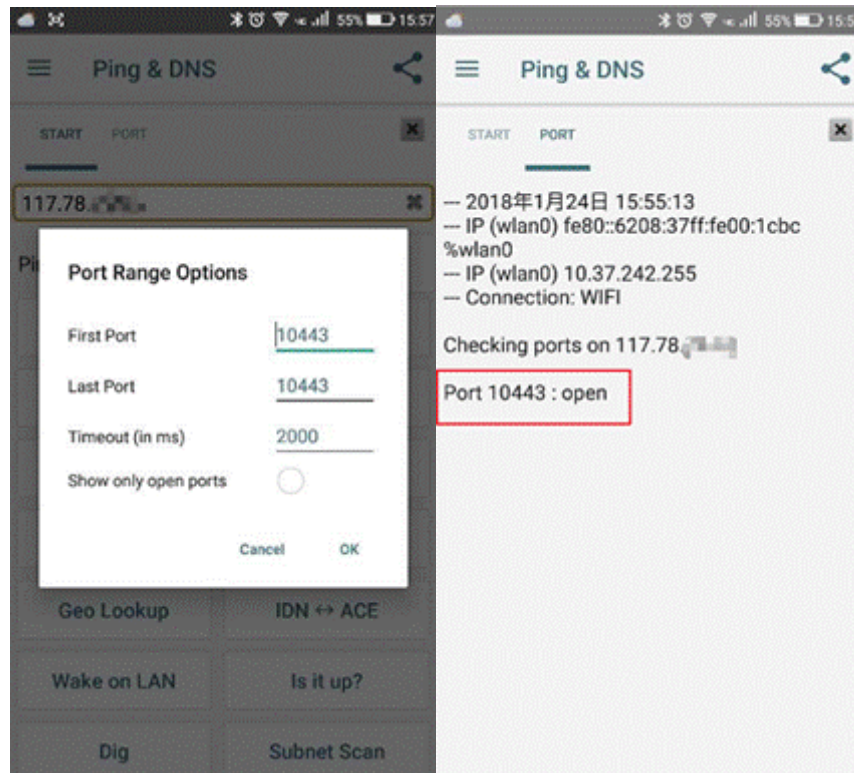 55% 15:57
Ping & DNS
START PORT
117.78.
Pi
Port Range Options
First Port 10443
Last Port 10443
Timeout (in ms) 2000
Show only open ports
Cancel OK
Geo Lookup IDN ↔ ACE
Wake on LAN Is it up?
Dig Subnet Scan
55% 15:5
Ping & DNS
START PORT
--- 2018年1月24日 15:55:13
--- IP (wlan0) fe80::6208:37ff:fe00:1cbc
%wlan0
--- IP (wlan0) 10.37.242.255
--- Connection: WIFI
Checking ports on 117.78.
Port 10443 : open